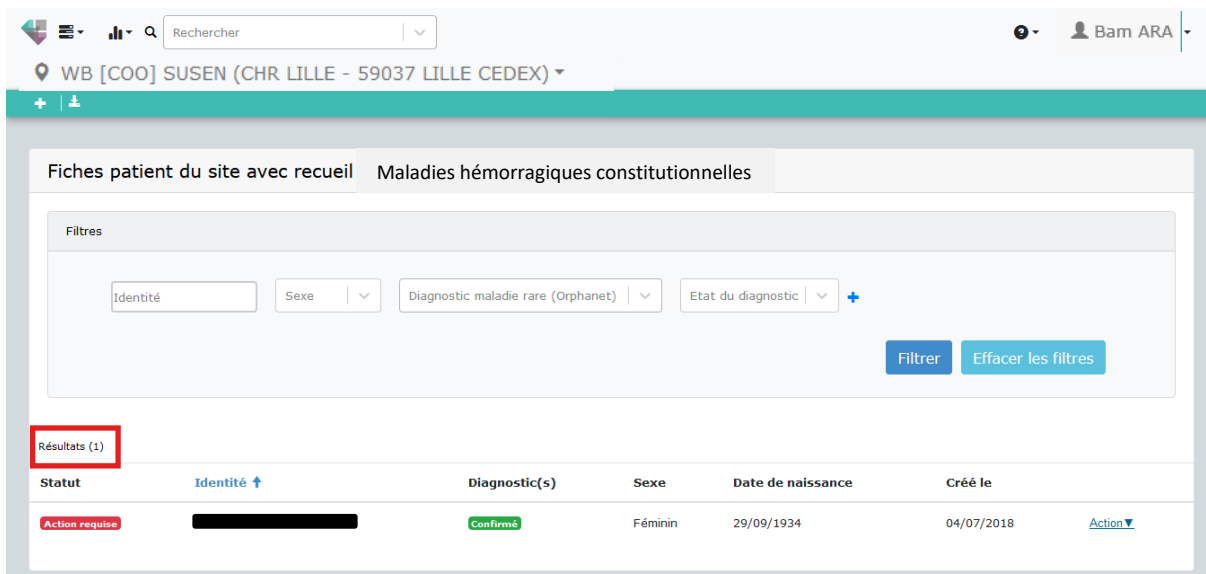 Rechercher
Bam ARA
WB [COO] SUSEN (CHR LILLE - 59037 LILLE CEDEX)
Fiches patient du site avec recueil Maladies hémorragiques constitutionnelles
Filtres
Identité Sexe Diagnostic maladie rare (Orphanet) Etat du diagnostic
Filtrer Effacer les filtres
Résultats (1)
Statut Identité Diagnostic(s) Sexe Date de naissance Créé le
Action requise Confirmé Féminin 29/09/1934 04/07/2018 Action